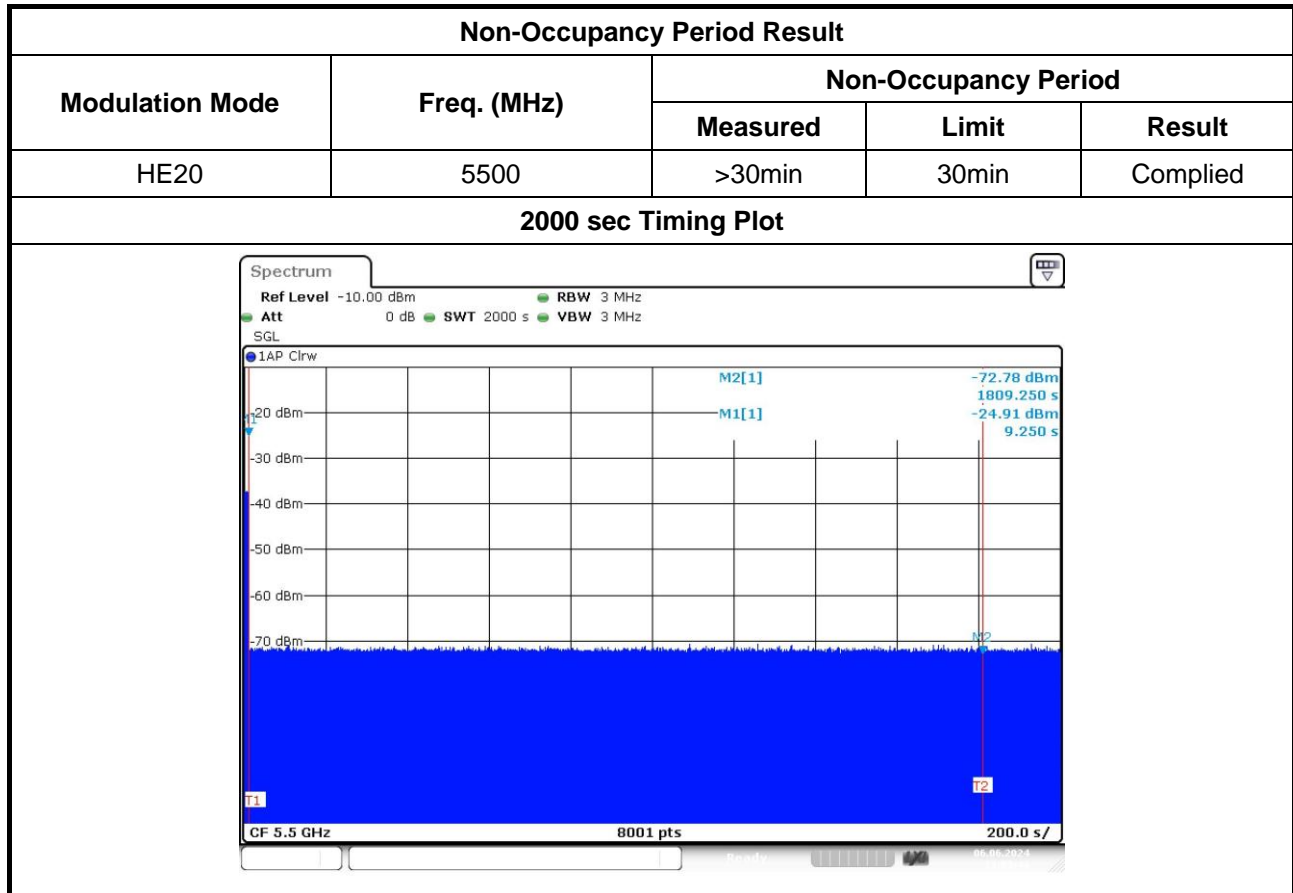 Non-Occupancy Period Result
Modulation Mode
Freq. (MHz)
Non-Occupancy Period
Measured
Limit
Result
HE20
5500
>30min
30min
Complied
2000 sec Timing Plot
Spectrum
Ref Level -10.00 dBm
RBW 3 MHz
Att 0 dB SWT 2000 s VBW 3 MHz
SGL
1AP Clrw
M2[1] -72.78 dBm
1809.250 s
M1[1] -24.91 dBm
9.250 s
-20 dBm
-30 dBm
-40 dBm
-50 dBm
-60 dBm
-70 dBm
M2
T2
T1
CF 5.5 GHz
8001 pts
200.0 s/
Ready